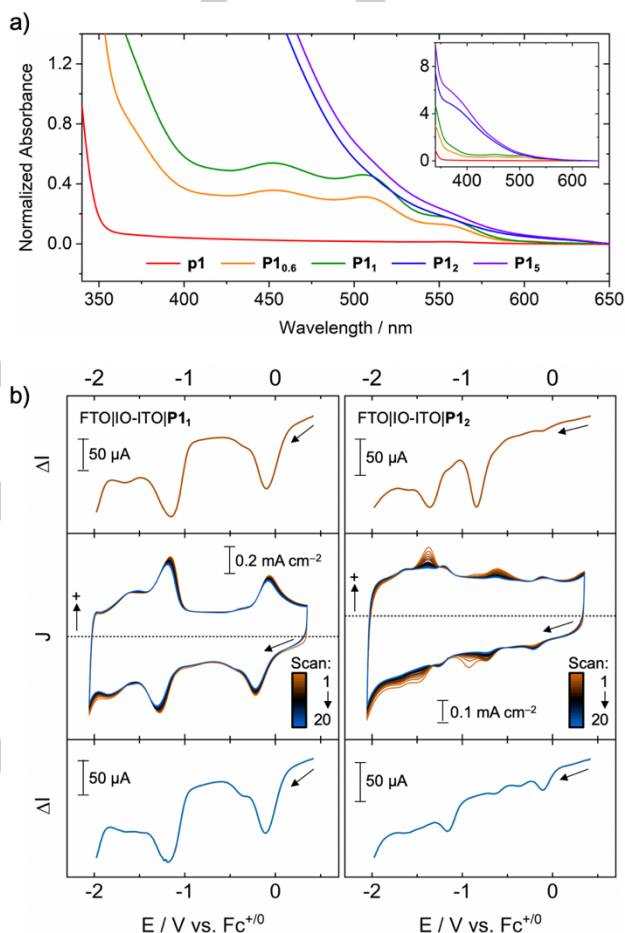 a)
Normalized Absorbance
1.2
0.8
0.4
0.0
8
4
0
400 500 600
p1 P1₀.₆ P1₁ P1₂ P1₅
350 400 450 500 550 600 650
Wavelength / nm
b)
-2 -1 0 -2 -1 0
FTO|IO-ITO|P1₁
50 µA
ΔI
FTO|IO-ITO|P1₂
50 µA
0.2 mA cm⁻²
+
J
Scan:
1
20
+
Scan:
1
20
0.1 mA cm⁻²
50 µA
ΔI
50 µA
-2 -1 0 -2 -1 0
E / V vs. Fc⁺/⁰ E / V vs. Fc⁺/⁰